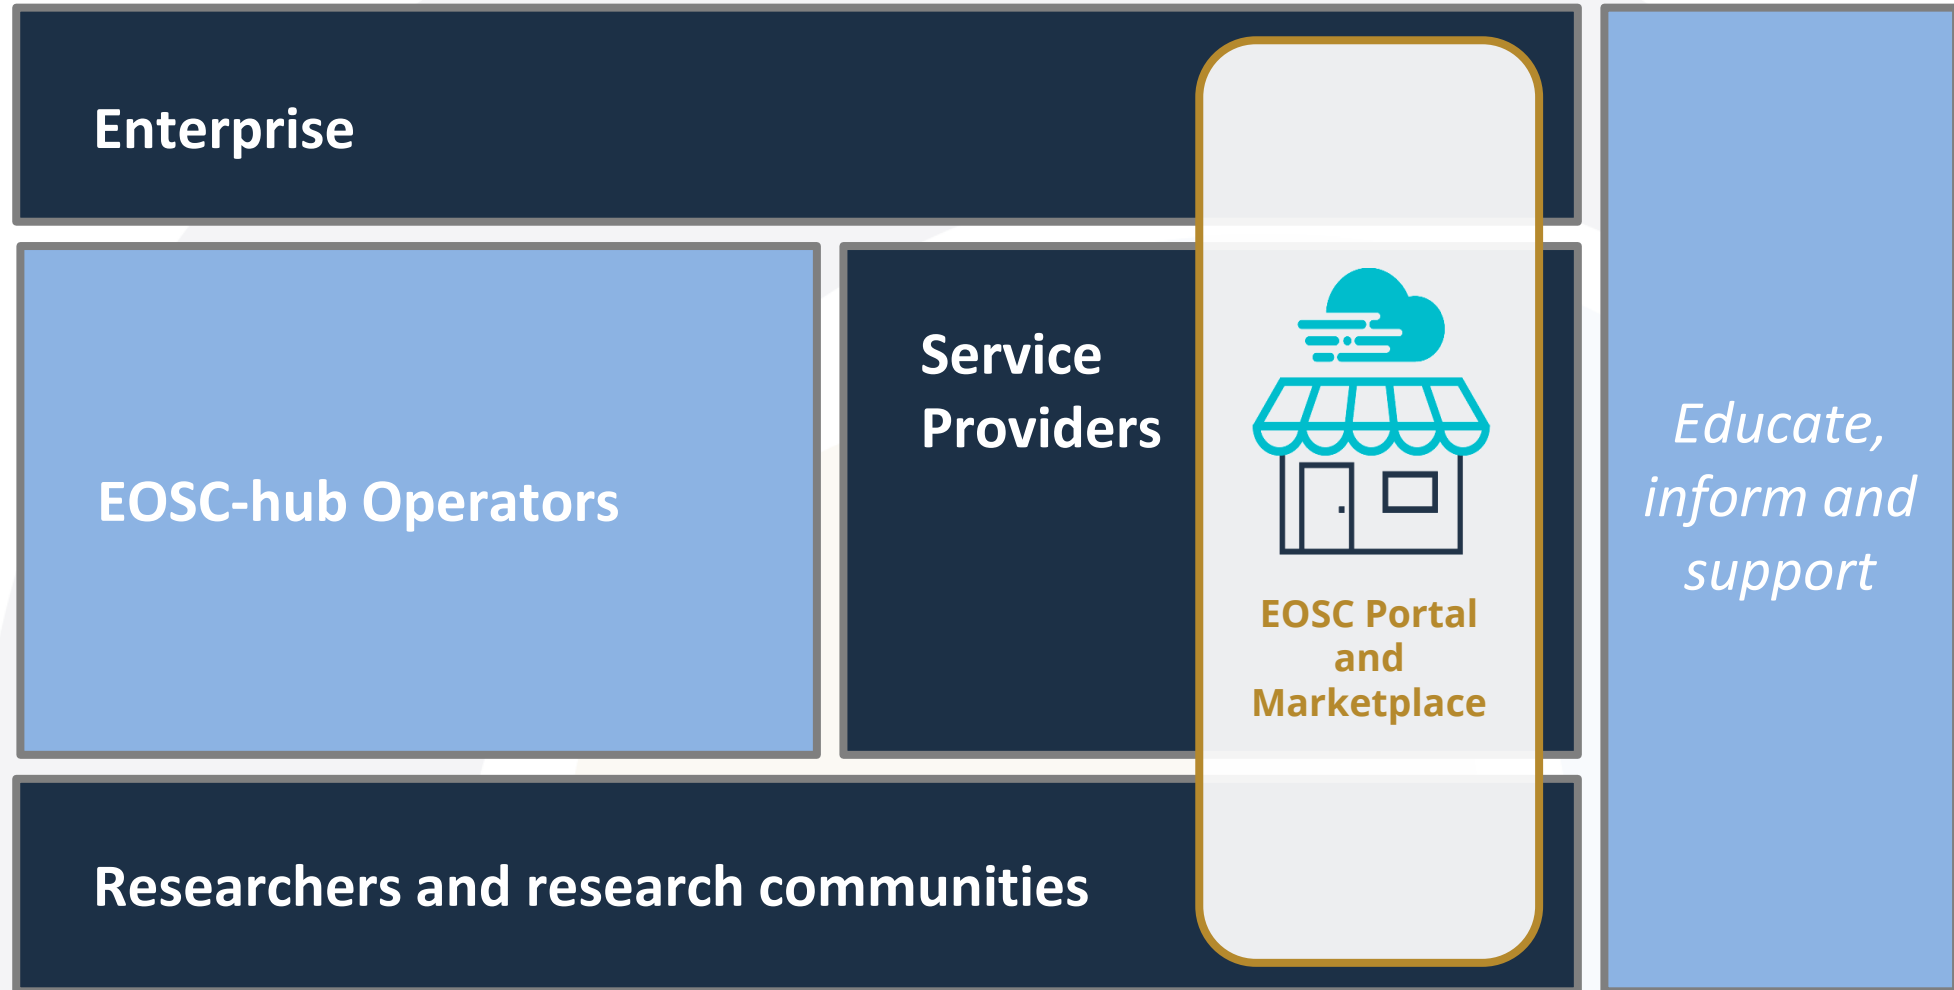 Enterprise
EOSC-hub Operators
Service
Providers
EOSC Portal
and
Marketplace
Researchers and research communities
Educate,
inform and
support